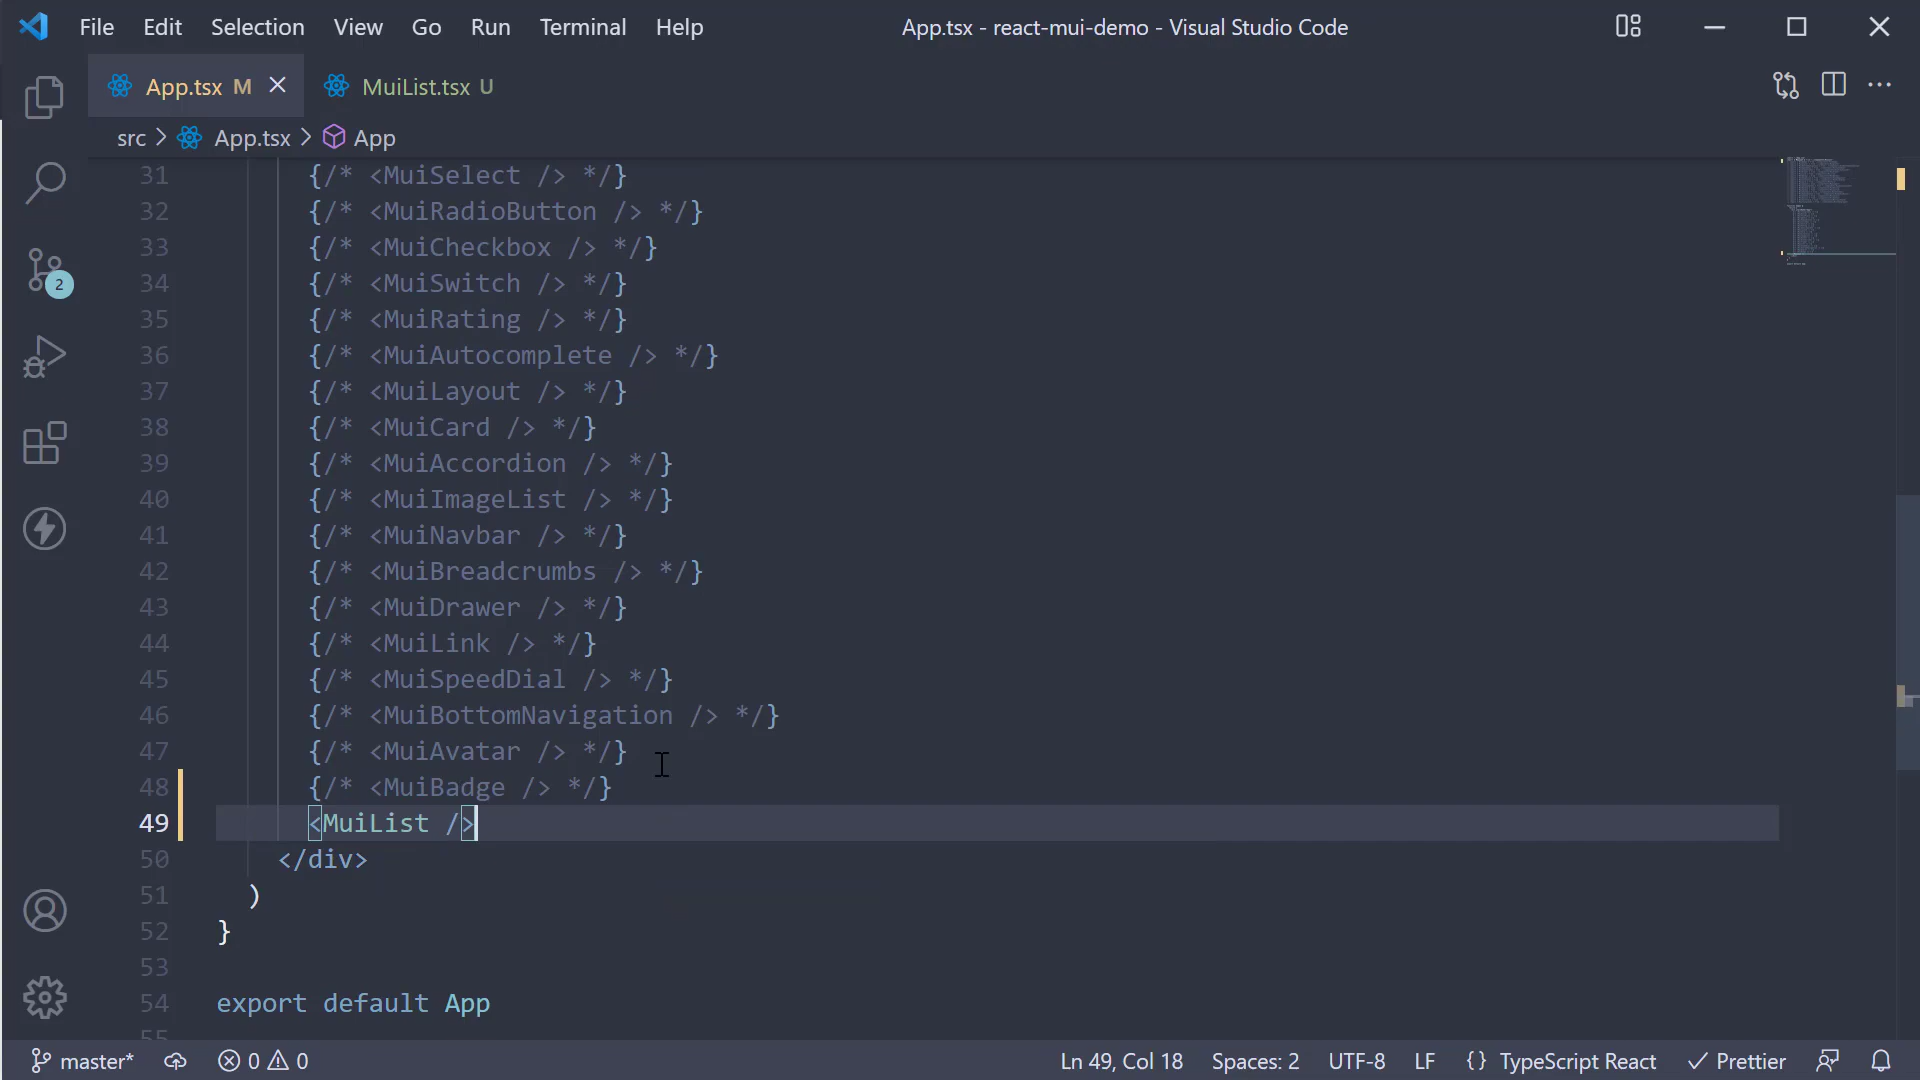 File Edit Selection View Go Run Terminal Help App.tsx - react-mui-demo - Visual Studio Code
App.tsx M MuiList.tsx U
src > App.tsx > App
31 {/* <MuiSelect /> */}
32 {/* <MuiRadioButton /> */}
33 {/* <MuiCheckbox /> */}
34 {/* <MuiSwitch /> */}
35 {/* <MuiRating /> */}
36 {/* <MuiAutocomplete /> */}
37 {/* <MuiLayout /> */}
38 {/* <MuiCard /> */}
39 {/* <MuiAccordion /> */}
40 {/* <MuiImageList /> */}
41 {/* <MuiNavbar /> */}
42 {/* <MuiBreadcrumbs /> */}
43 {/* <MuiDrawer /> */}
44 {/* <MuiLink /> */}
45 {/* <MuiSpeedDial /> */}
46 {/* <MuiBottomNavigation /> */}
47 {/* <MuiAvatar /> */}
48 {/* <MuiBadge /> */}
49 <MuiList />
50 </div>
51 )
52 }
53
54 export default App
55
2
master* 0 0 Ln 49, Col 18 Spaces: 2 UTF-8 LF {} TypeScript React Prettier